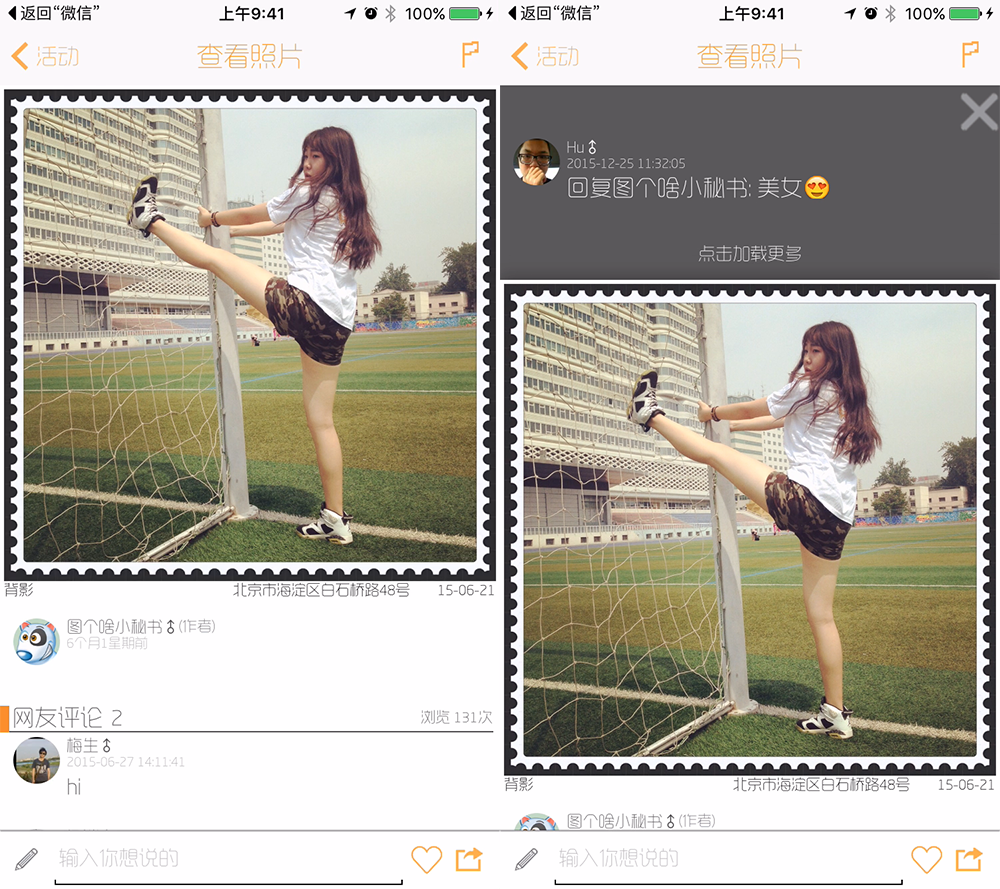 返回“微信”
上午9:41
100%
活动
查看照片
背影
北京市海淀区白石桥路48号
15-06-21
图个啥小秘书 (作者)
6个月1星期前
网友评论 2
浏览 131次
梅生
2015-06-27 14:11:41
hi
输入你想说的
返回“微信”
上午9:41
100%
活动
查看照片
Hu
2015-12-25 11:32:05
回复图个啥小秘书: 美女😍
点击加载更多
背影
北京市海淀区白石桥路48号
15-06-21
图个啥小秘书 (作者)
输入你想说的